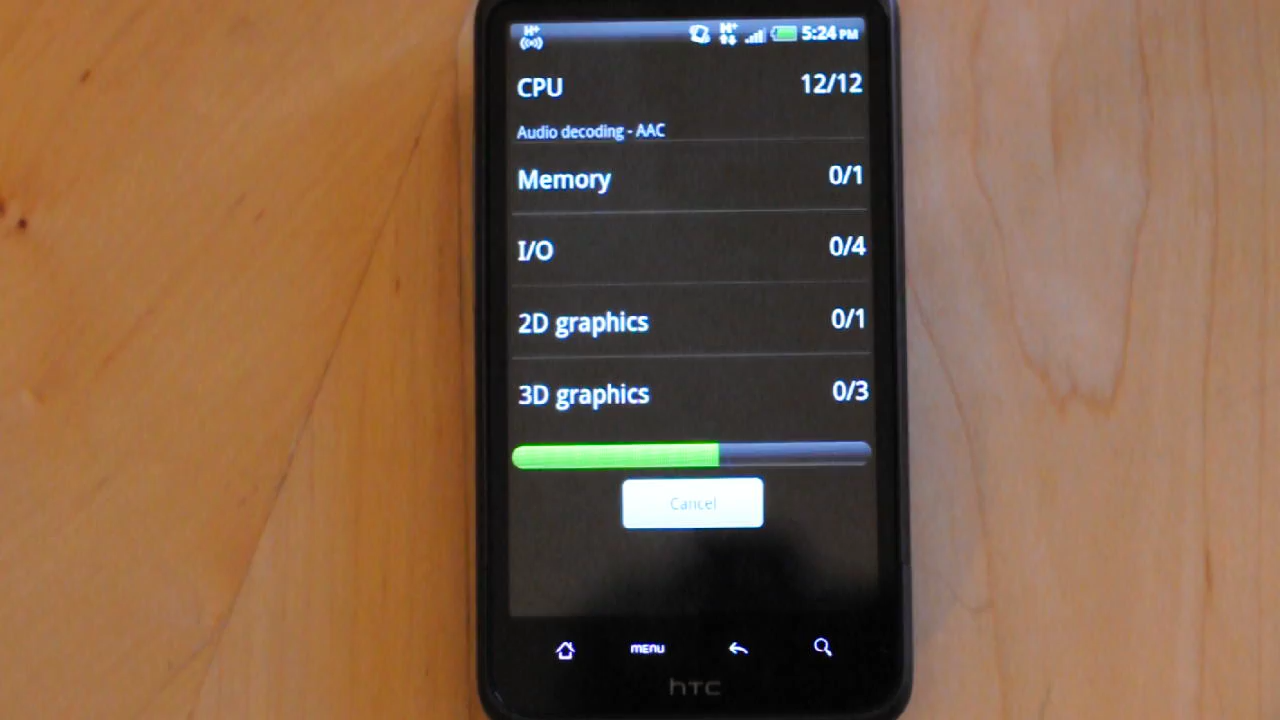 H+
H+ 5:24 PM
CPU 12/12
Audio decoding - AAC
Memory 0/1
I/O 0/4
2D graphics 0/1
3D graphics 0/3
Cancel
MENU
hTC